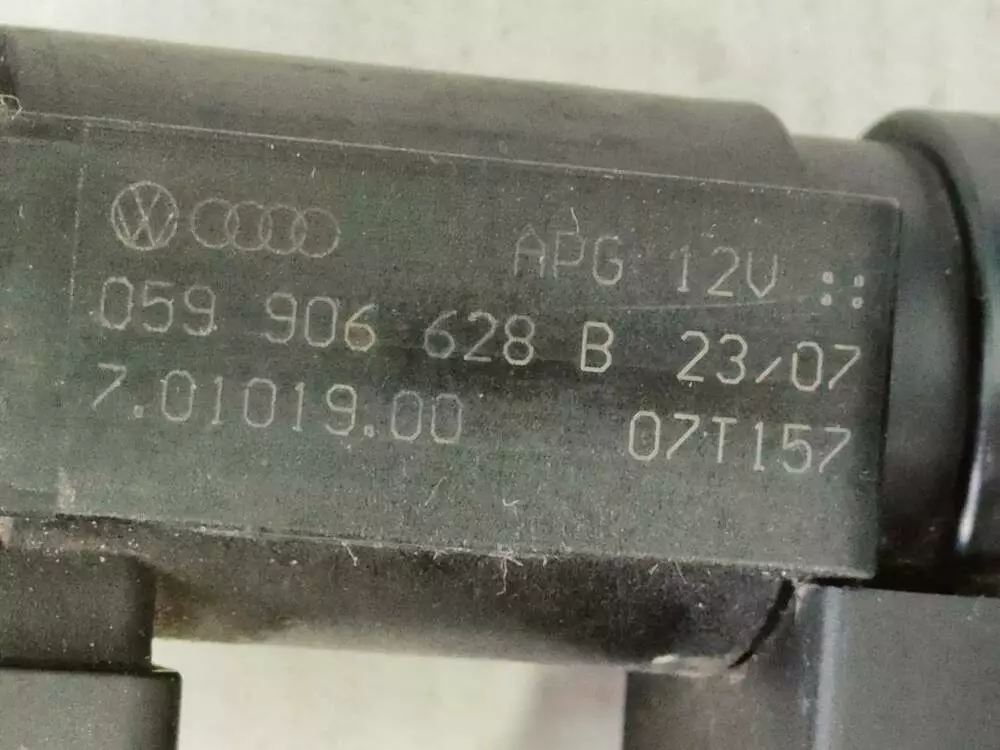 APG 12V
059 906 628 B 23/07
7.01019.00 07T157